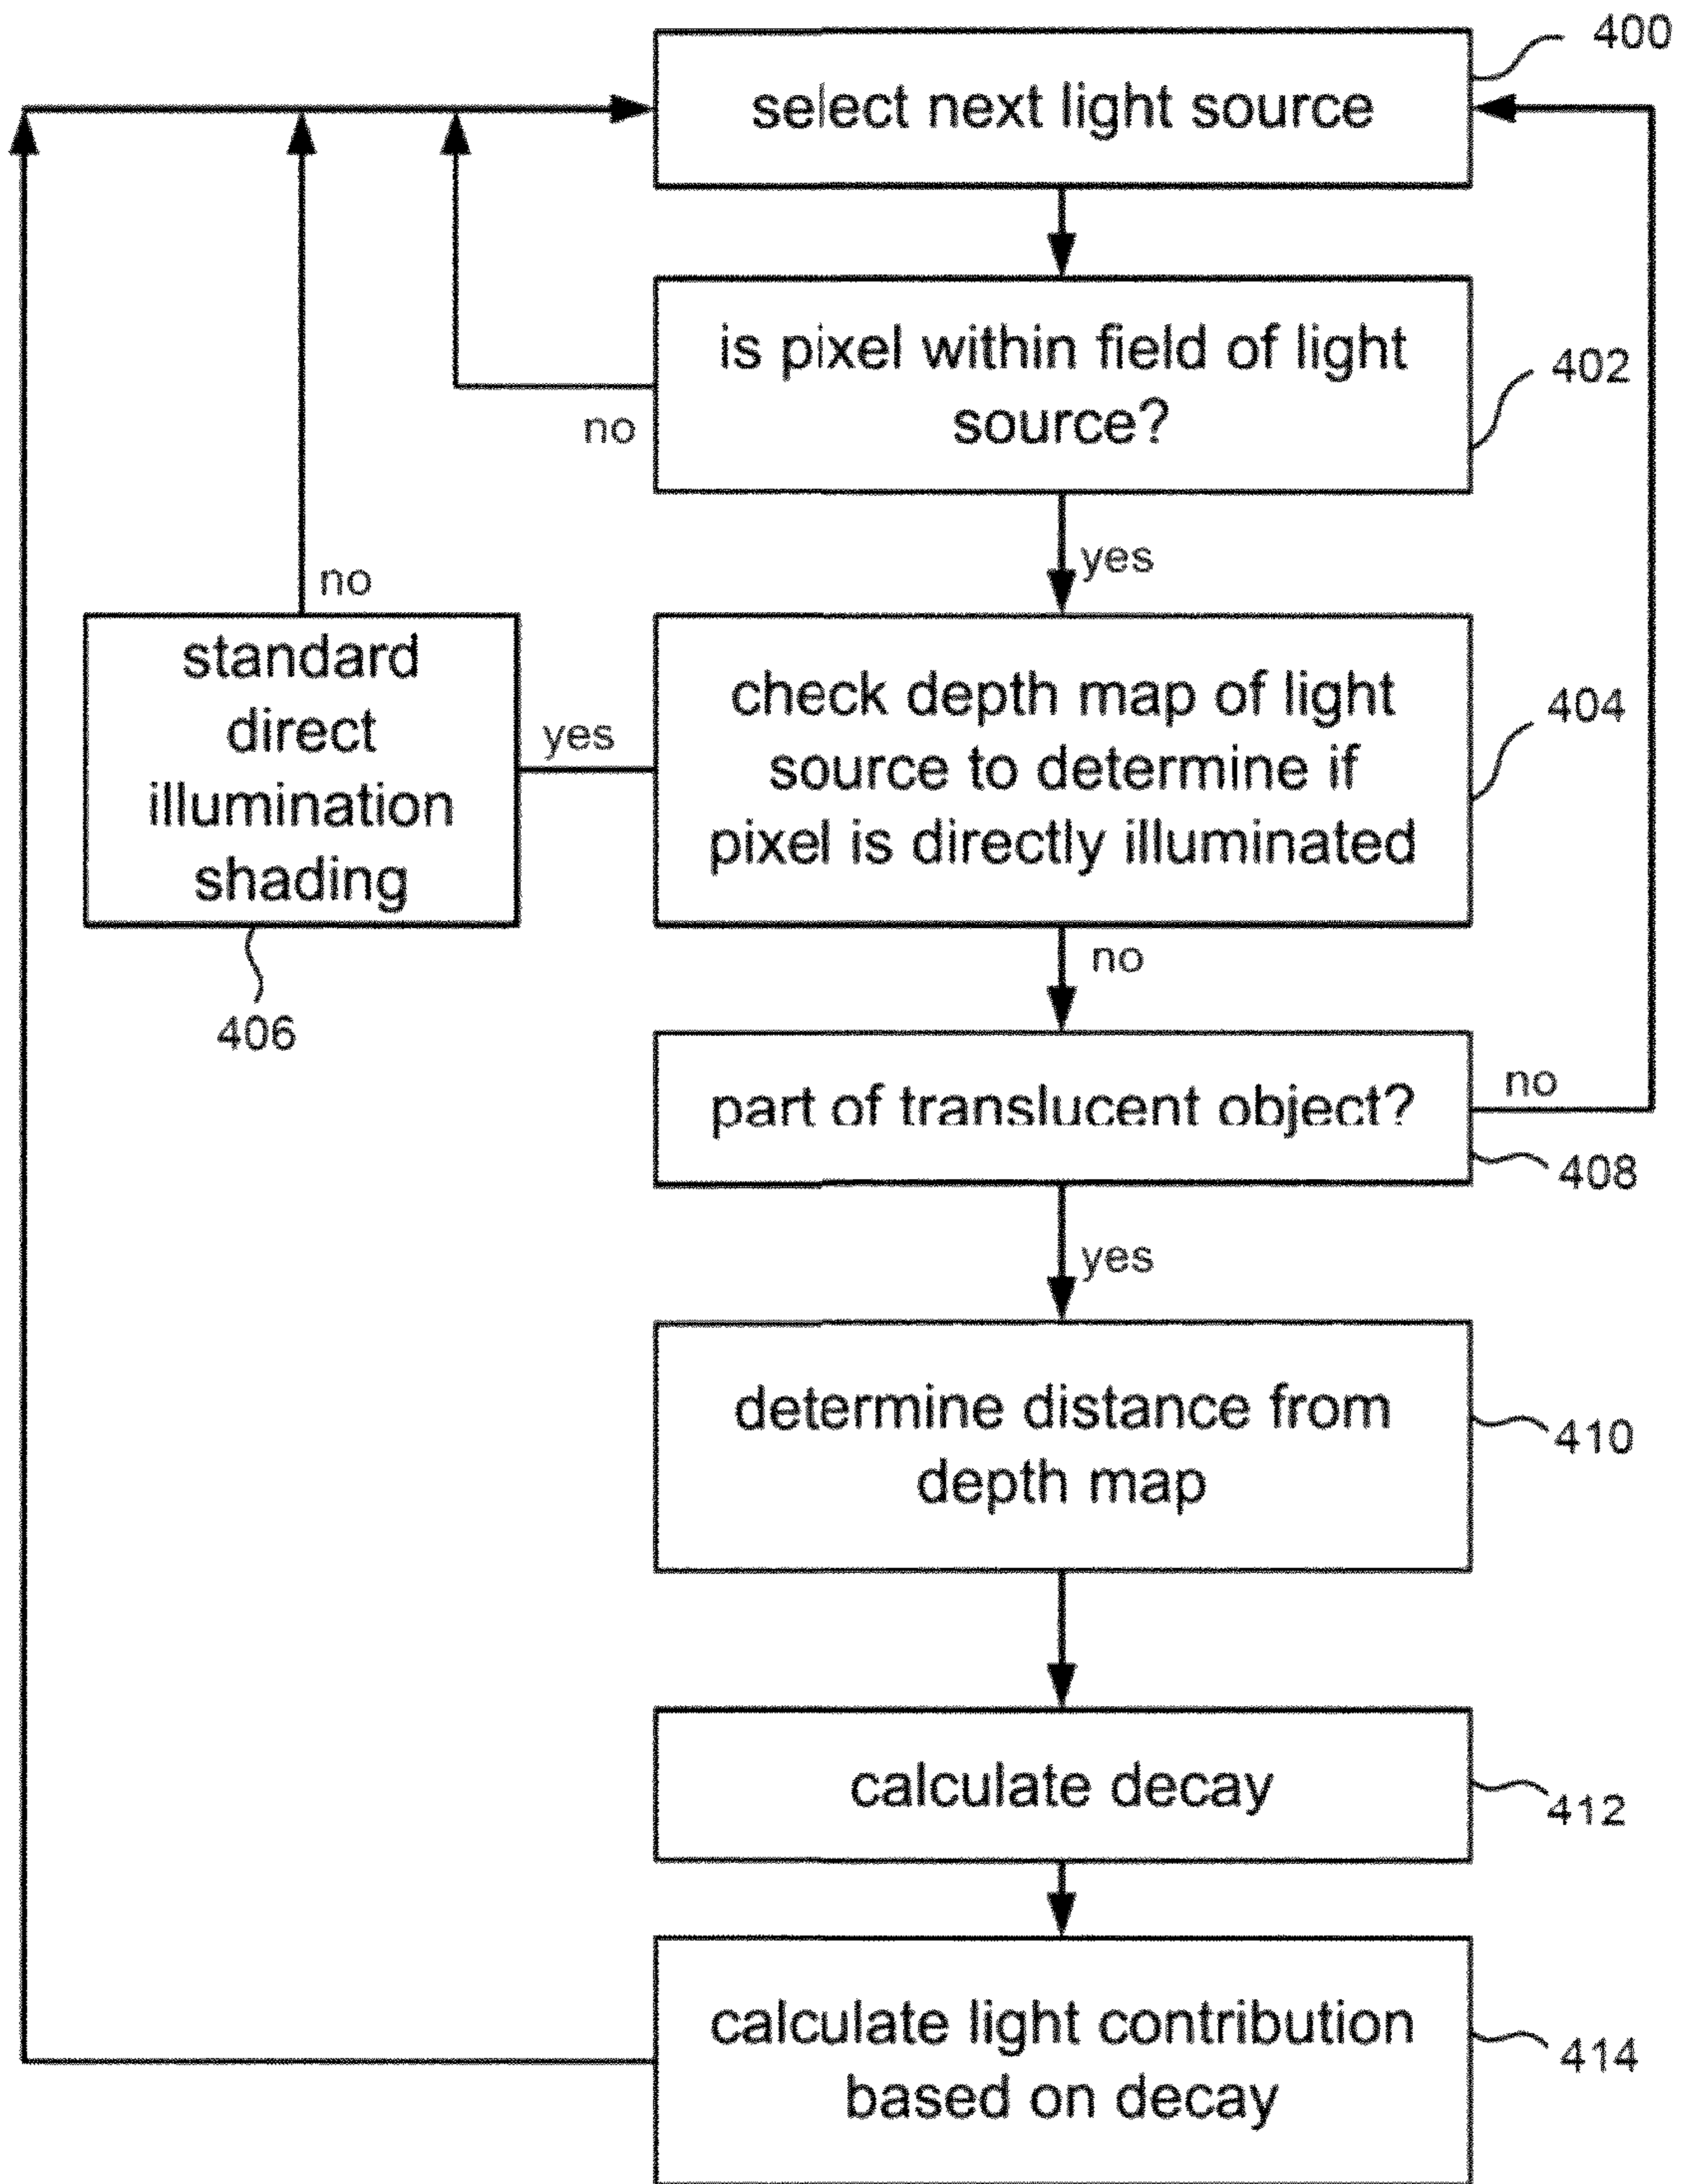 400
select next light source
is pixel within field of light
source?
402
no
yes
no
standard
direct
illumination
shading
406
yes
check depth map of light
source to determine if
pixel is directly illuminated
404
no
part of translucent object?
no
408
yes
determine distance from
depth map
410
calculate decay
412
calculate light contribution
based on decay
414